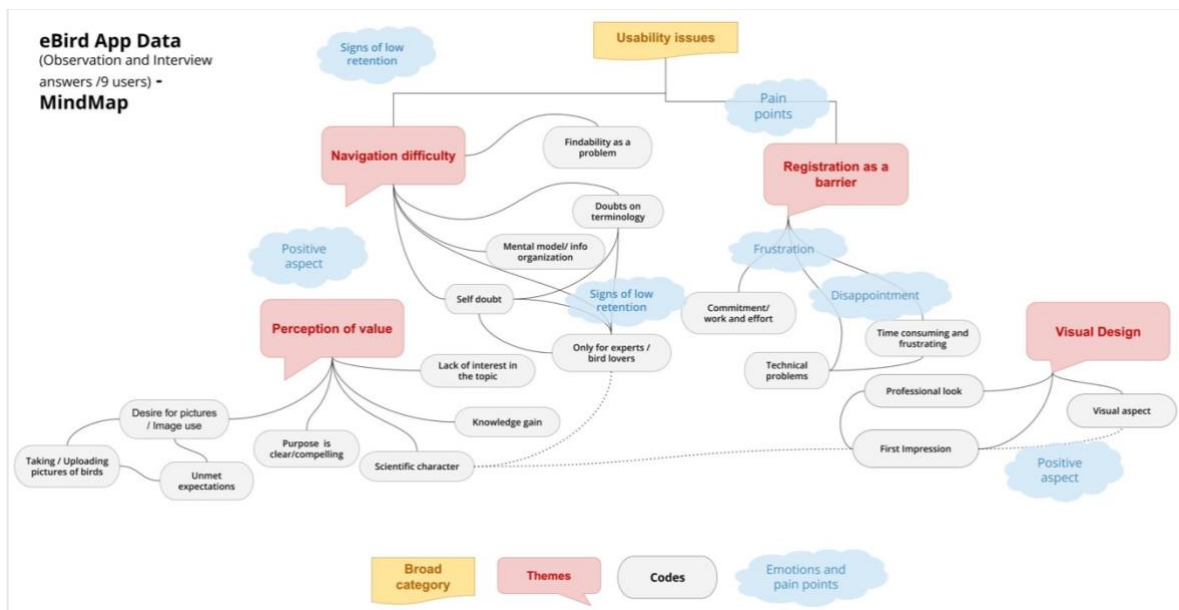 eBird App Data
(Observation and Interview
answers /9 users) -
MindMap
Signs of low
retention
Usability issues
Pain
points
Navigation difficulty
Findability as a
problem
Registration as a
barrier
Doubts on
terminology
Mental model/ info
organization
Positive
aspect
Frustration
Self doubt
Signs of low
retention
Disappointment
Commitment/
work and effort
Perception of value
Only for experts /
bird lovers
Time consuming and
frustrating
Visual Design
Lack of interest in
the topic
Technical
problems
Professional look
Visual aspect
Desire for pictures
/ Image use
Knowledge gain
Purpose is
clear/compelling
Scientific character
First Impression
Taking / Uploading
pictures of birds
Unmet
expectations
Positive
aspect
Broad
category
Themes
Codes
Emotions and
pain points